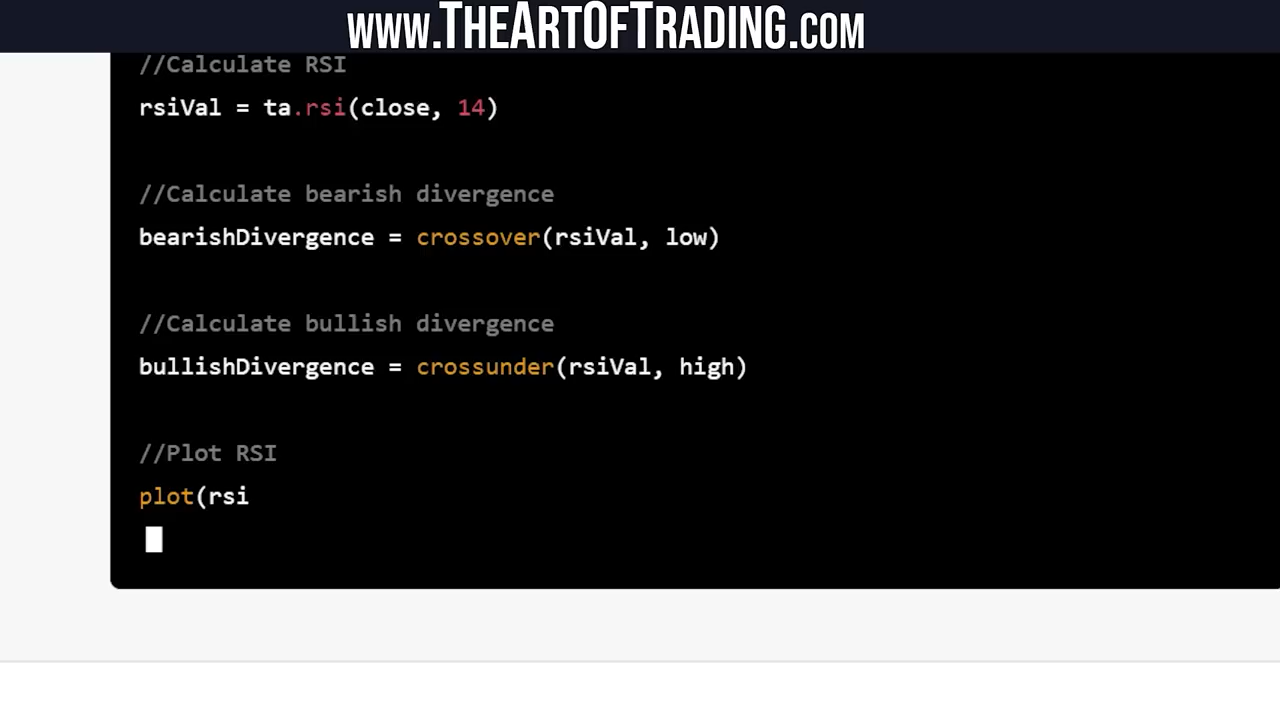 www.TheArtOfTrading.com
//Calculate RSI
rsiVal = ta.rsi(close, 14)
//Calculate bearish divergence
bearishDivergence = crossover(rsiVal, low)
//Calculate bullish divergence
bullishDivergence = crossunder(rsiVal, high)
//Plot RSI
plot(rsi